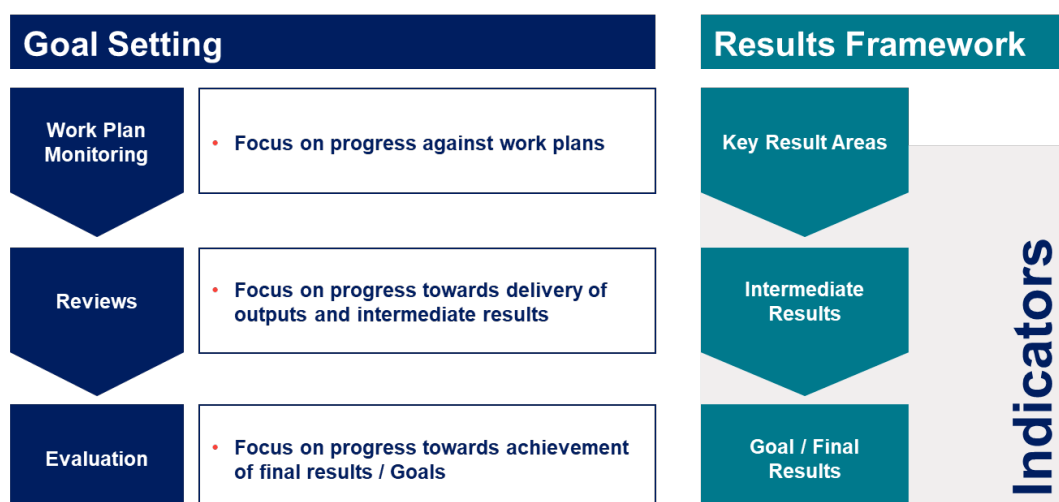 Goal Setting
Results Framework
Work Plan
Monitoring
• Focus on progress against work plans
Key Result Areas
Reviews
• Focus on progress towards delivery of
outputs and intermediate results
Intermediate
Results
Evaluation
• Focus on progress towards achievement
of final results / Goals
Goal / Final
Results
Indicators